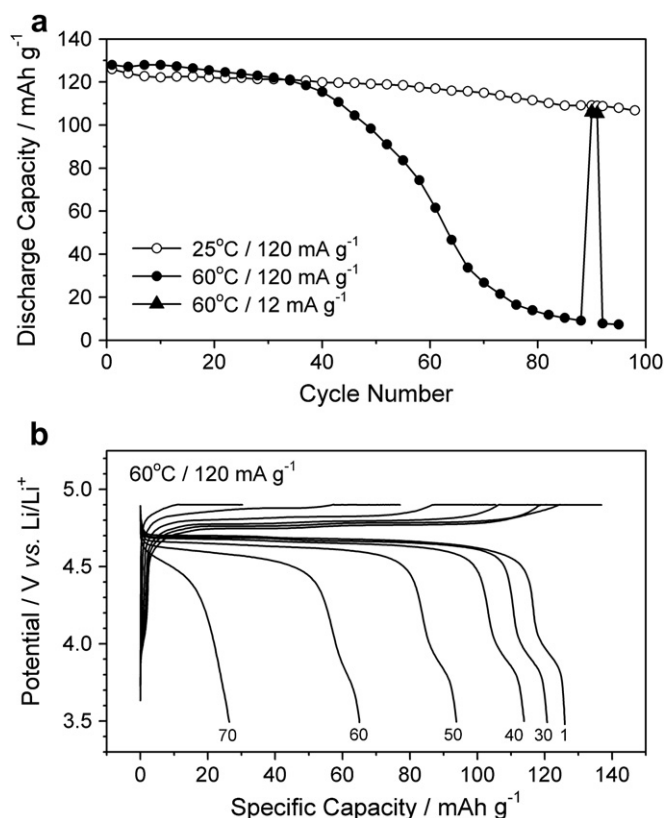 a
140
120
100
80
60
40
20
0
Discharge Capacity / mAh g⁻¹
25°C / 120 mA g⁻¹
60°C / 120 mA g⁻¹
60°C / 12 mA g⁻¹
0 20 40 60 80 100
Cycle Number
b
60°C / 120 mA g⁻¹
5.0
4.5
4.0
3.5
Potential / V vs. Li/Li⁺
70 60 50 40 30 1
0 20 40 60 80 100 120 140
Specific Capacity / mAh g⁻¹